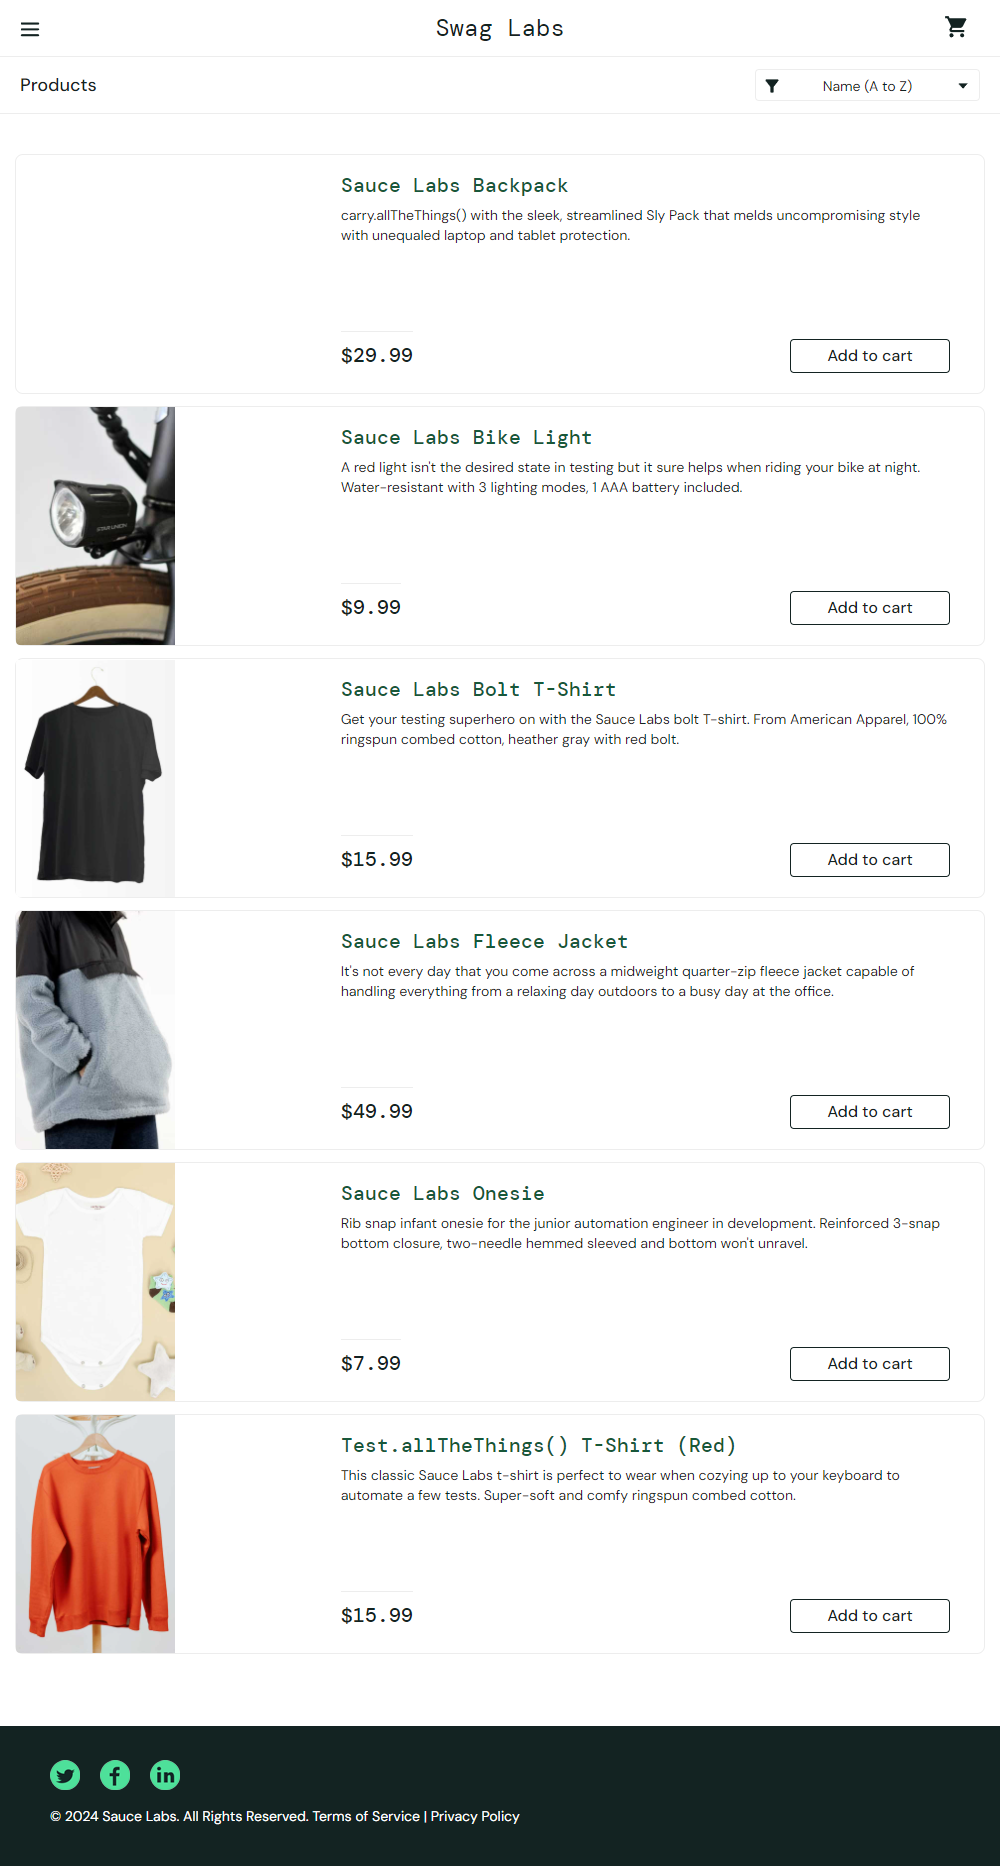 Swag Labs
Products
Name (A to Z)
Sauce Labs Backpack
carry.allTheThings() with the sleek, streamlined Sly Pack that melds uncompromising style
with unequaled laptop and tablet protection.
$29.99
Add to cart
Sauce Labs Bike Light
A red light isn't the desired state in testing but it sure helps when riding your bike at night.
Water-resistant with 3 lighting modes, 1 AAA battery included.
$9.99
Add to cart
Sauce Labs Bolt T-Shirt
Get your testing superhero on with the Sauce Labs bolt T-shirt. From American Apparel, 100%
ringspun combed cotton, heather gray with red bolt.
$15.99
Add to cart
Sauce Labs Fleece Jacket
It's not every day that you come across a midweight quarter-zip fleece jacket capable of
handling everything from a relaxing day outdoors to a busy day at the office.
$49.99
Add to cart
Sauce Labs Onesie
Rib snap infant onesie for the junior automation engineer in development. Reinforced 3-snap
bottom closure, two-needle hemmed sleeved and bottom won't unravel.
$7.99
Add to cart
Test.allTheThings() T-Shirt (Red)
This classic Sauce Labs t-shirt is perfect to wear when cozying up to your keyboard to
automate a few tests. Super-soft and comfy ringspun combed cotton.
$15.99
Add to cart
© 2024 Sauce Labs. All Rights Reserved. Terms of Service | Privacy Policy